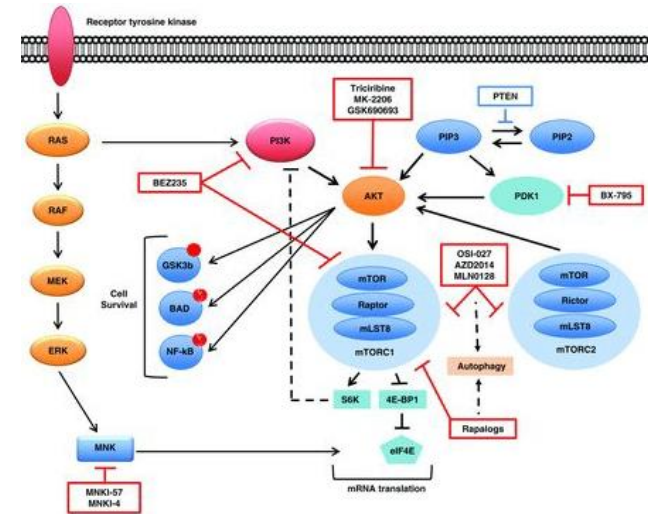 Receptor tyrosine kinase
Triciribine
MK-2206
GSK690693
PTEN
RAS
PI3K
PIP3
PIP2
BEZ235
AKT
PDK1
BX-795
RAF
OSI-027
AZD2014
MLN0128
GSK3b
mTOR
mTOR
MEK
Cell
Survival
BAD
Raptor
Rictor
mLST8
mLST8
NF-kB
mTORC1
mTORC2
ERK
Autophagy
S6K
4E-BP1
Rapalogs
MNK
eIF4E
MNKI-57
MNKI-4
mRNA translation